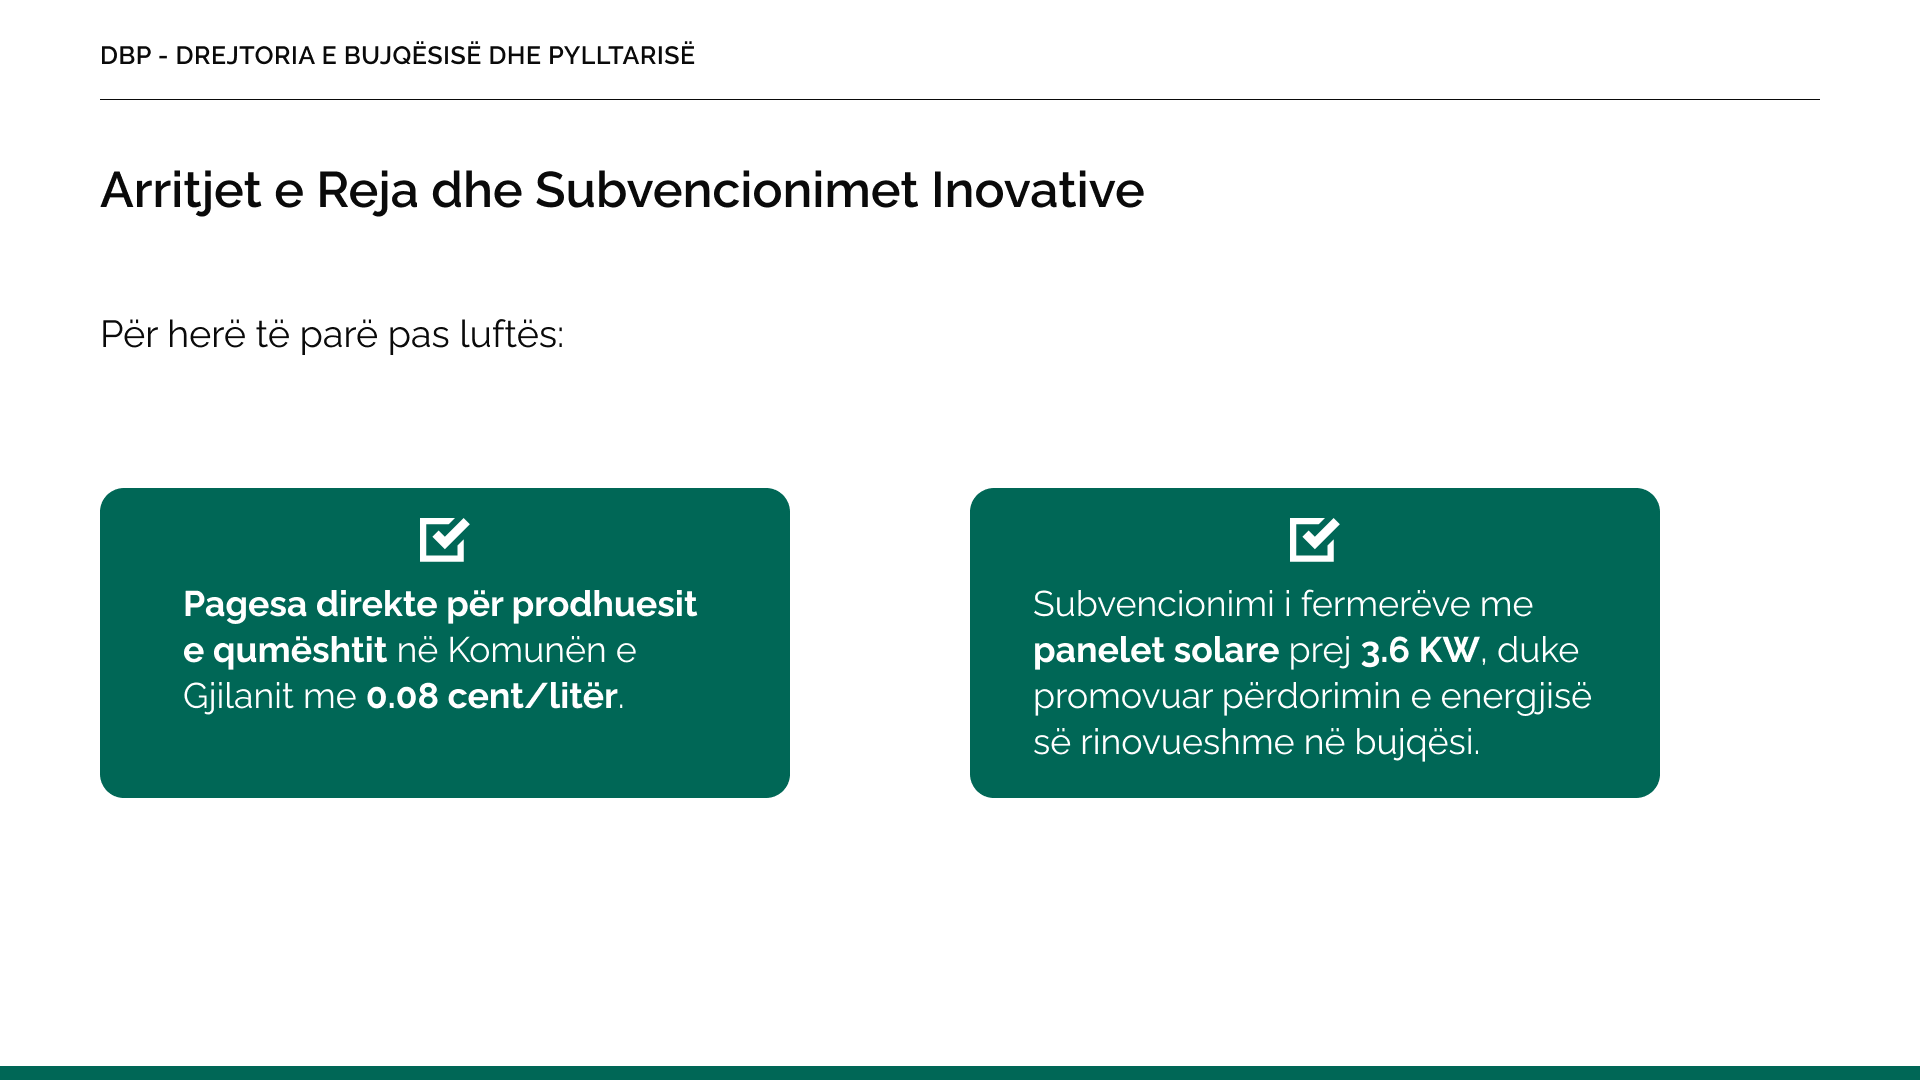 DBP - DREJTORIA E BUJQËSISË DHE PYLLTARISË
Arritjet e Reja dhe Subvencionimet Inovative
Për herë të parë pas luftës:
Pagesa direkte për prodhuesit
e qumështit në Komunën e
Gjilanit me 0.08 cent/litër.
Subvencionimi i fermerëve me
panelet solare prej 3.6 KW, duke
promovuar përdorimin e energjisë
së rinovueshme në bujqësi.